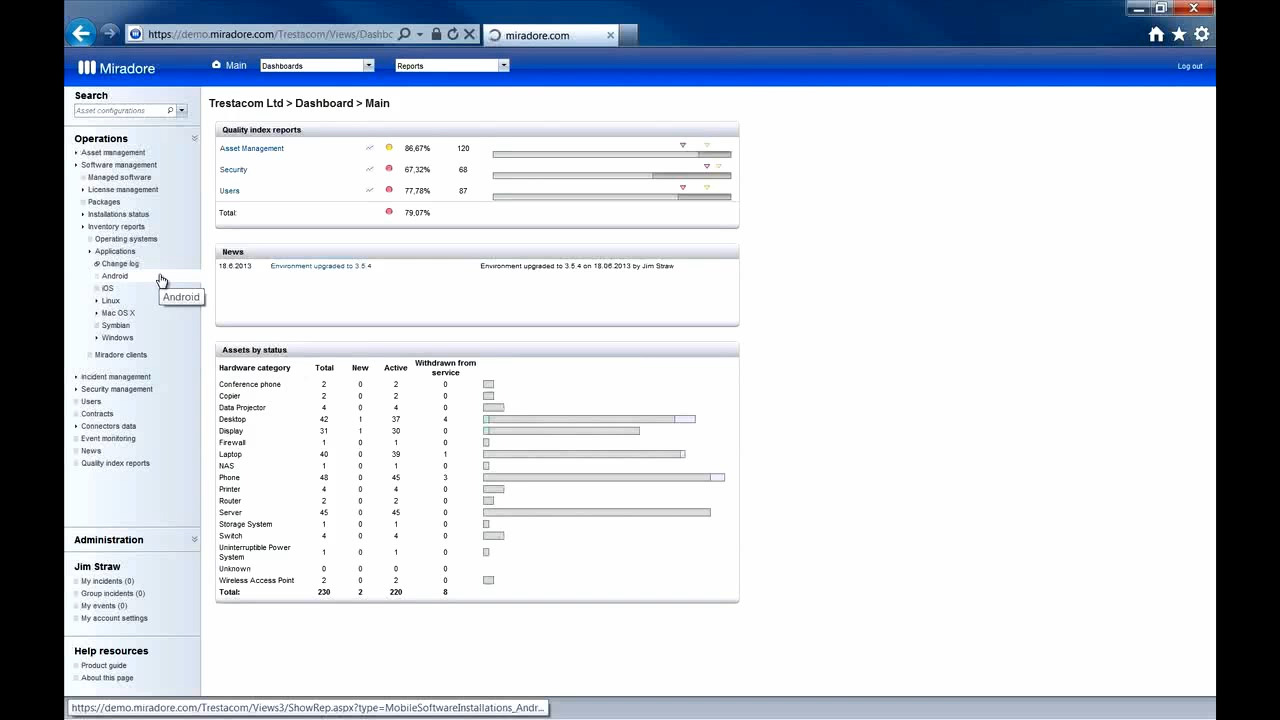 https://demo.miradore.com/Trestacom/Views/Dashbc
miradore.com
Miradore
Main
Dashboards
Reports
Log out
Search
Asset configurations
Operations
Asset management
Software management
Managed software
License management
Packages
Installations status
Inventory reports
Operating systems
Applications
Change log
Android
iOS
Linux
Mac OS X
Symbian
Windows
Miradore clients
Incident management
Security management
Users
Contracts
Connectors data
Event monitoring
News
Quality index reports
Android
Administration
Jim Straw
My incidents (0)
Group incidents (0)
My events (0)
My account settings
Help resources
Product guide
About this page
Trestacom Ltd > Dashboard > Main
Quality index reports
Asset Management 86,67% 120
Security 67,32% 68
Users 77,78% 87
Total: 79,07%
News
18.6.2013 Environment upgraded to 3.5.4 Environment upgraded to 3.5.4 on 18.06.2013 by Jim Straw
Assets by status
Hardware category Total New Active Withdrawn from service
Conference phone 2 0 2 0
Copier 2 0 2 0
Data Projector 4 0 4 0
Desktop 42 1 37 4
Display 31 1 30 0
Firewall 1 0 1 0
Laptop 40 0 39 1
NAS 1 0 1 0
Phone 48 0 45 3
Printer 4 0 4 0
Router 2 0 2 0
Server 45 0 45 0
Storage System 1 0 1 0
Switch 4 0 4 0
Uninterruptible Power System 1 0 1 0
Unknown 0 0 0 0
Wireless Access Point 2 0 2 0
Total: 230 2 220 8
https://demo.miradore.com/Trestacom/Views3/ShowRep.aspx?type=MobileSoftwareInstallations_Andr...